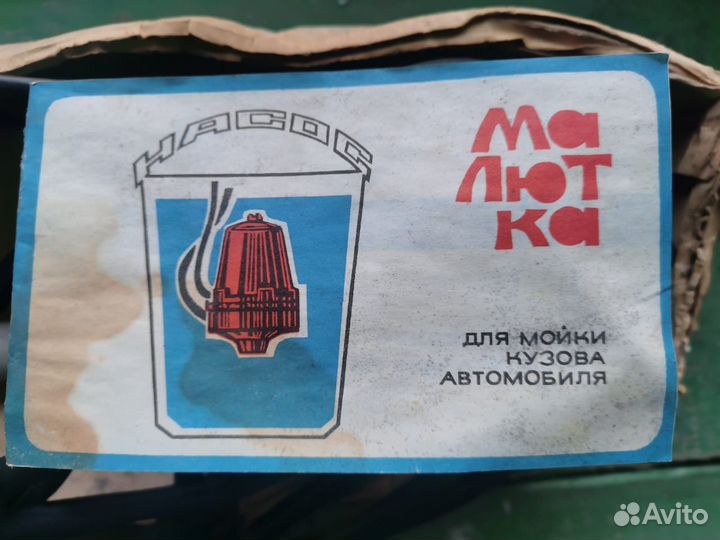 НАСОС
Ма
лют
ка
ДЛЯ МОЙКИ
КУЗОВА
АВТОМОБИЛЯ
Avito